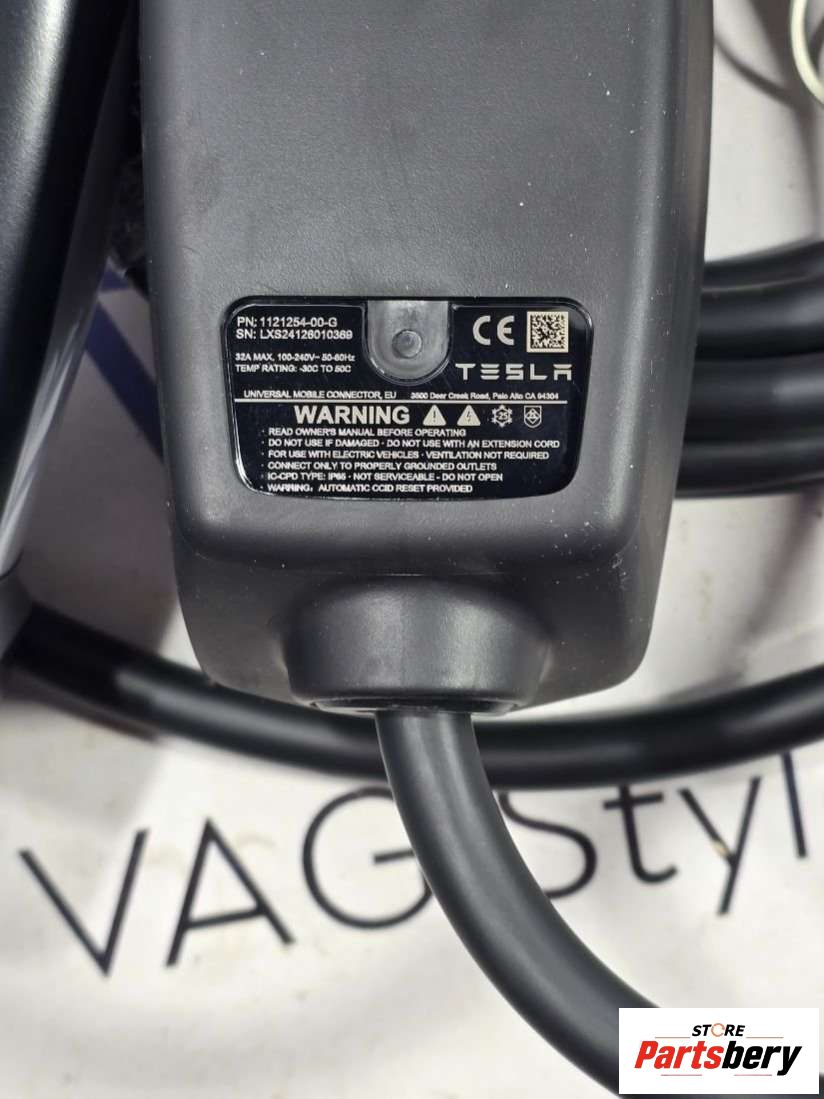 PN: 1121254-00-G
SN: LXS24126010369
32A MAX, 100-240V~ 50-60Hz
TEMP RATING: -30C TO 50C
CE
TESLA
UNIVERSAL MOBILE CONNECTOR, EU 3500 Deer Creek Road, Palo Alto CA 94304
WARNING 25
· READ OWNER'S MANUAL BEFORE OPERATING
· DO NOT USE IF DAMAGED · DO NOT USE WITH AN EXTENSION CORD
· FOR USE WITH ELECTRIC VEHICLES · VENTILATION NOT REQUIRED
· CONNECT ONLY TO PROPERLY GROUNDED OUTLETS
· IC-CPD TYPE: IP65 · NOT SERVICEABLE · DO NOT OPEN
WARNING: AUTOMATIC CCID RESET PROVIDED
VAG Styl
STORE
Partsbery